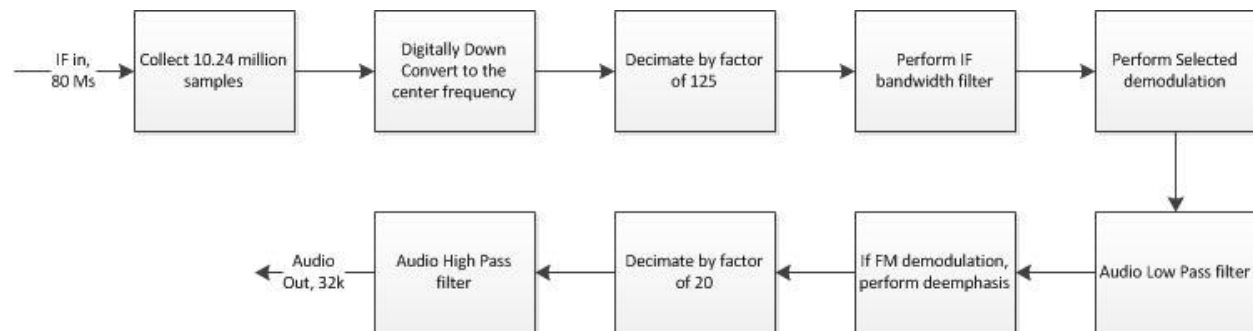 IF in,
80 Ms
Collect 10.24 million
samples
Digitally Down
Convert to the
center frequency
Decimate by factor
of 125
Perform IF
bandwidth filter
Perform Selected
demodulation
Audio Low Pass filter
If FM demodulation,
perform deemphasis
Decimate by factor
of 20
Audio High Pass
filter
Audio
Out, 32k